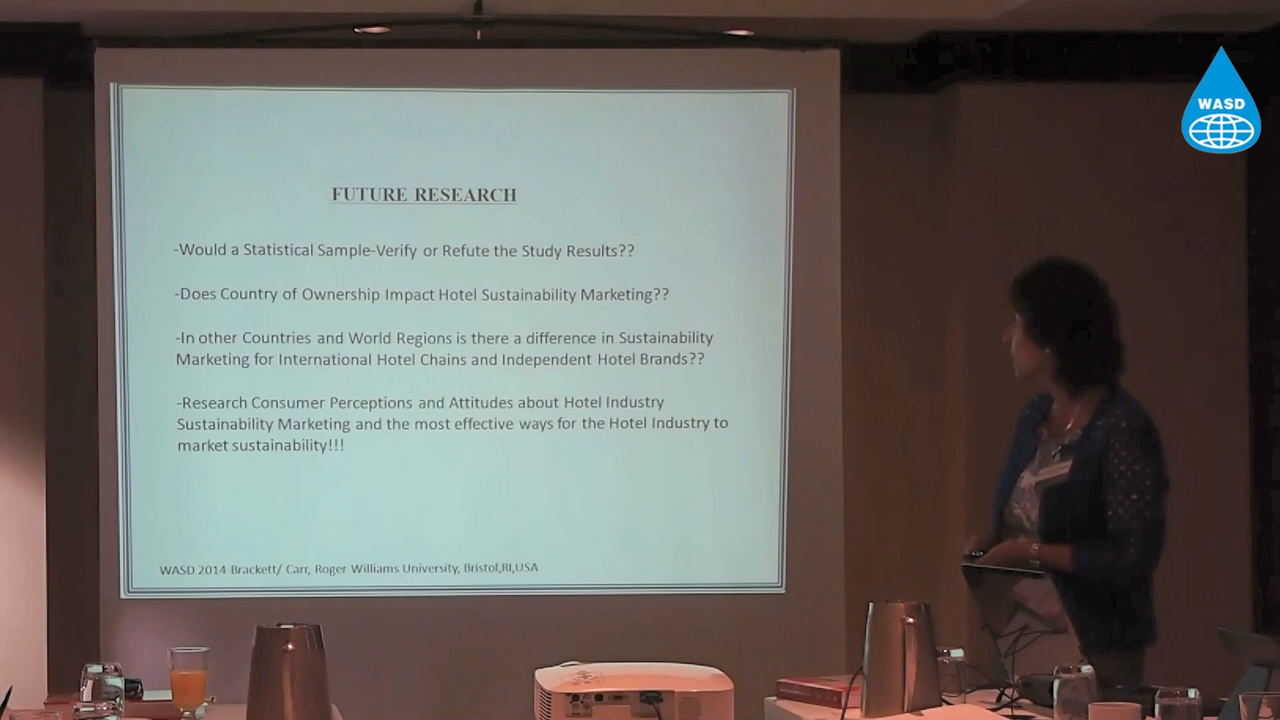 WASD
FUTURE RESEARCH
-Would a Statistical Sample-Verify or Refute the Study Results??
-Does Country of Ownership Impact Hotel Sustainability Marketing??
-In other Countries and World Regions is there a difference in Sustainability
Marketing for International Hotel Chains and Independent Hotel Brands??
-Research Consumer Perceptions and Attitudes about Hotel Industry
Sustainability Marketing and the most effective ways for the Hotel Industry to
market sustainability!!!
WASD 2014-Brackett/ Carr, Roger Williams University, Bristol,RI,USA